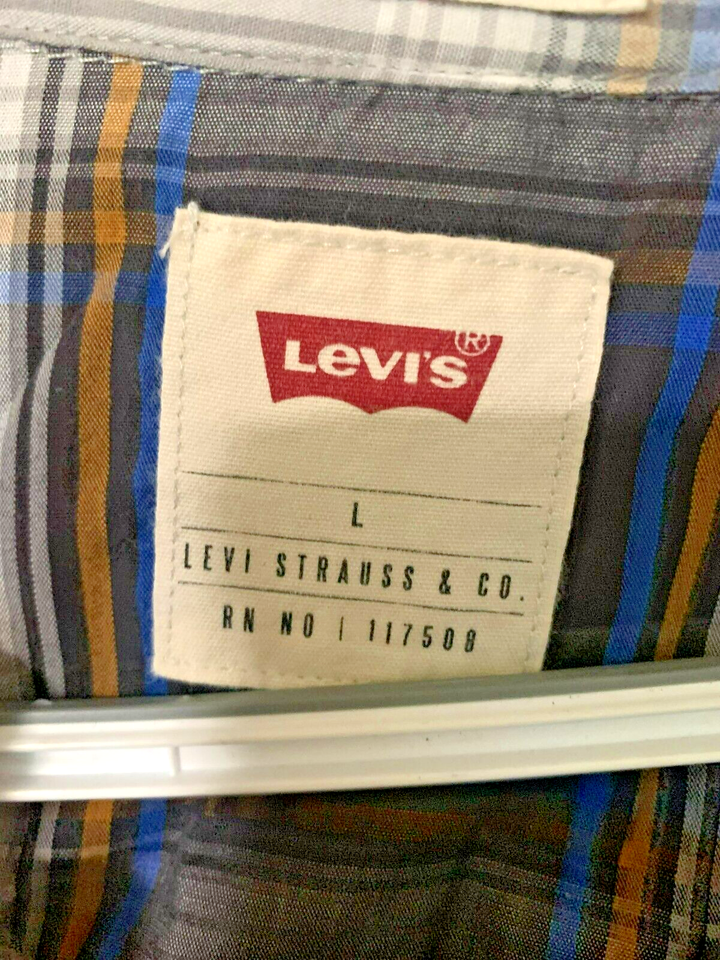 LEVI'S®
L
LEVI STRAUSS & CO.
RN NO | 117508